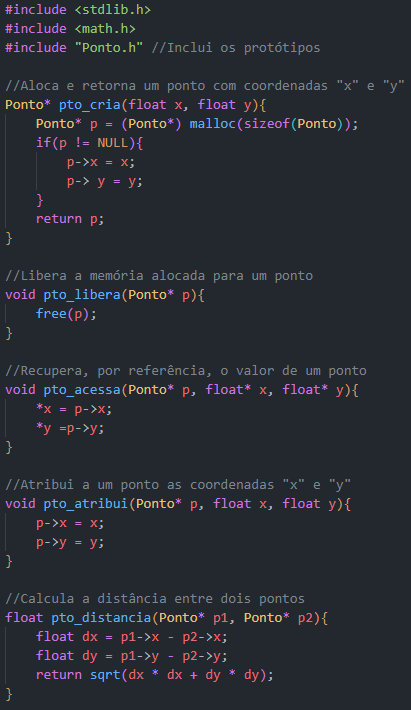 #include <stdlib.h>
#include <math.h>
#include "Ponto.h" //Inclui os protótipos

//Aloca e retorna um ponto com coordenadas "x" e "y"
Ponto* pto_cria(float x, float y){
    Ponto* p = (Ponto*) malloc(sizeof(Ponto));
    if(p != NULL){
        p->x = x;
        p-> y = y;
    }
    return p;
}

//Libera a memória alocada para um ponto
void pto_libera(Ponto* p){
    free(p);
}

//Recupera, por referência, o valor de um ponto
void pto_acessa(Ponto* p, float* x, float* y){
    *x = p->x;
    *y =p->y;
}

//Atribui a um ponto as coordenadas "x" e "y"
void pto_atribui(Ponto* p, float x, float y){
    p->x = x;
    p->y = y;
}

//Calcula a distância entre dois pontos
float pto_distancia(Ponto* p1, Ponto* p2){
    float dx = p1->x - p2->x;
    float dy = p1->y - p2->y;
    return sqrt(dx * dx + dy * dy);
}